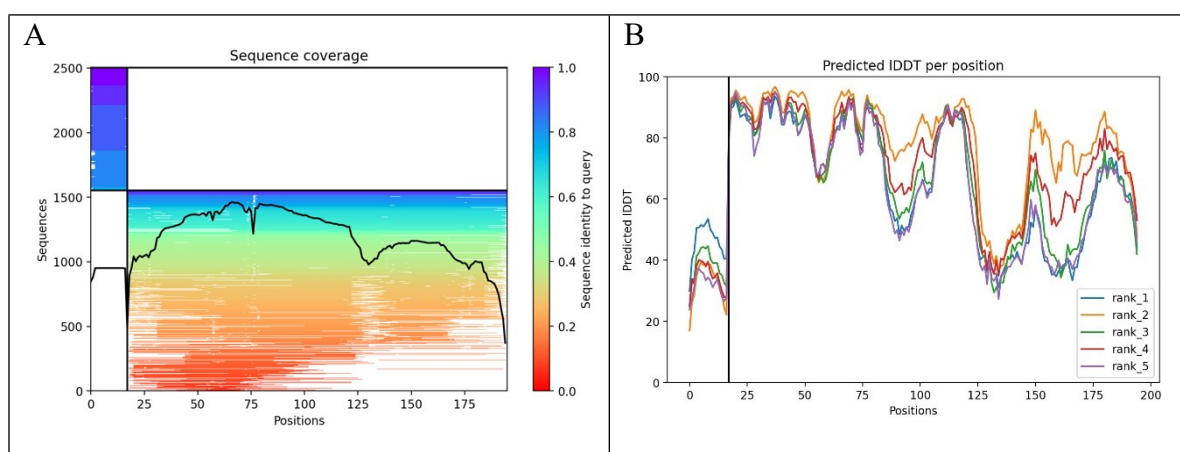 A
Sequence coverage
2500
2000
1500
1000
500
0
Sequences
0
25
50
75
100
125
150
175
Positions
1.0
0.8
0.6
0.4
0.2
0.0
Sequence identity to query
B
Predicted lDDT per position
100
80
60
40
20
0
Predicted lDDT
0
25
50
75
100
125
150
175
200
Positions
rank_1
rank_2
rank_3
rank_4
rank_5